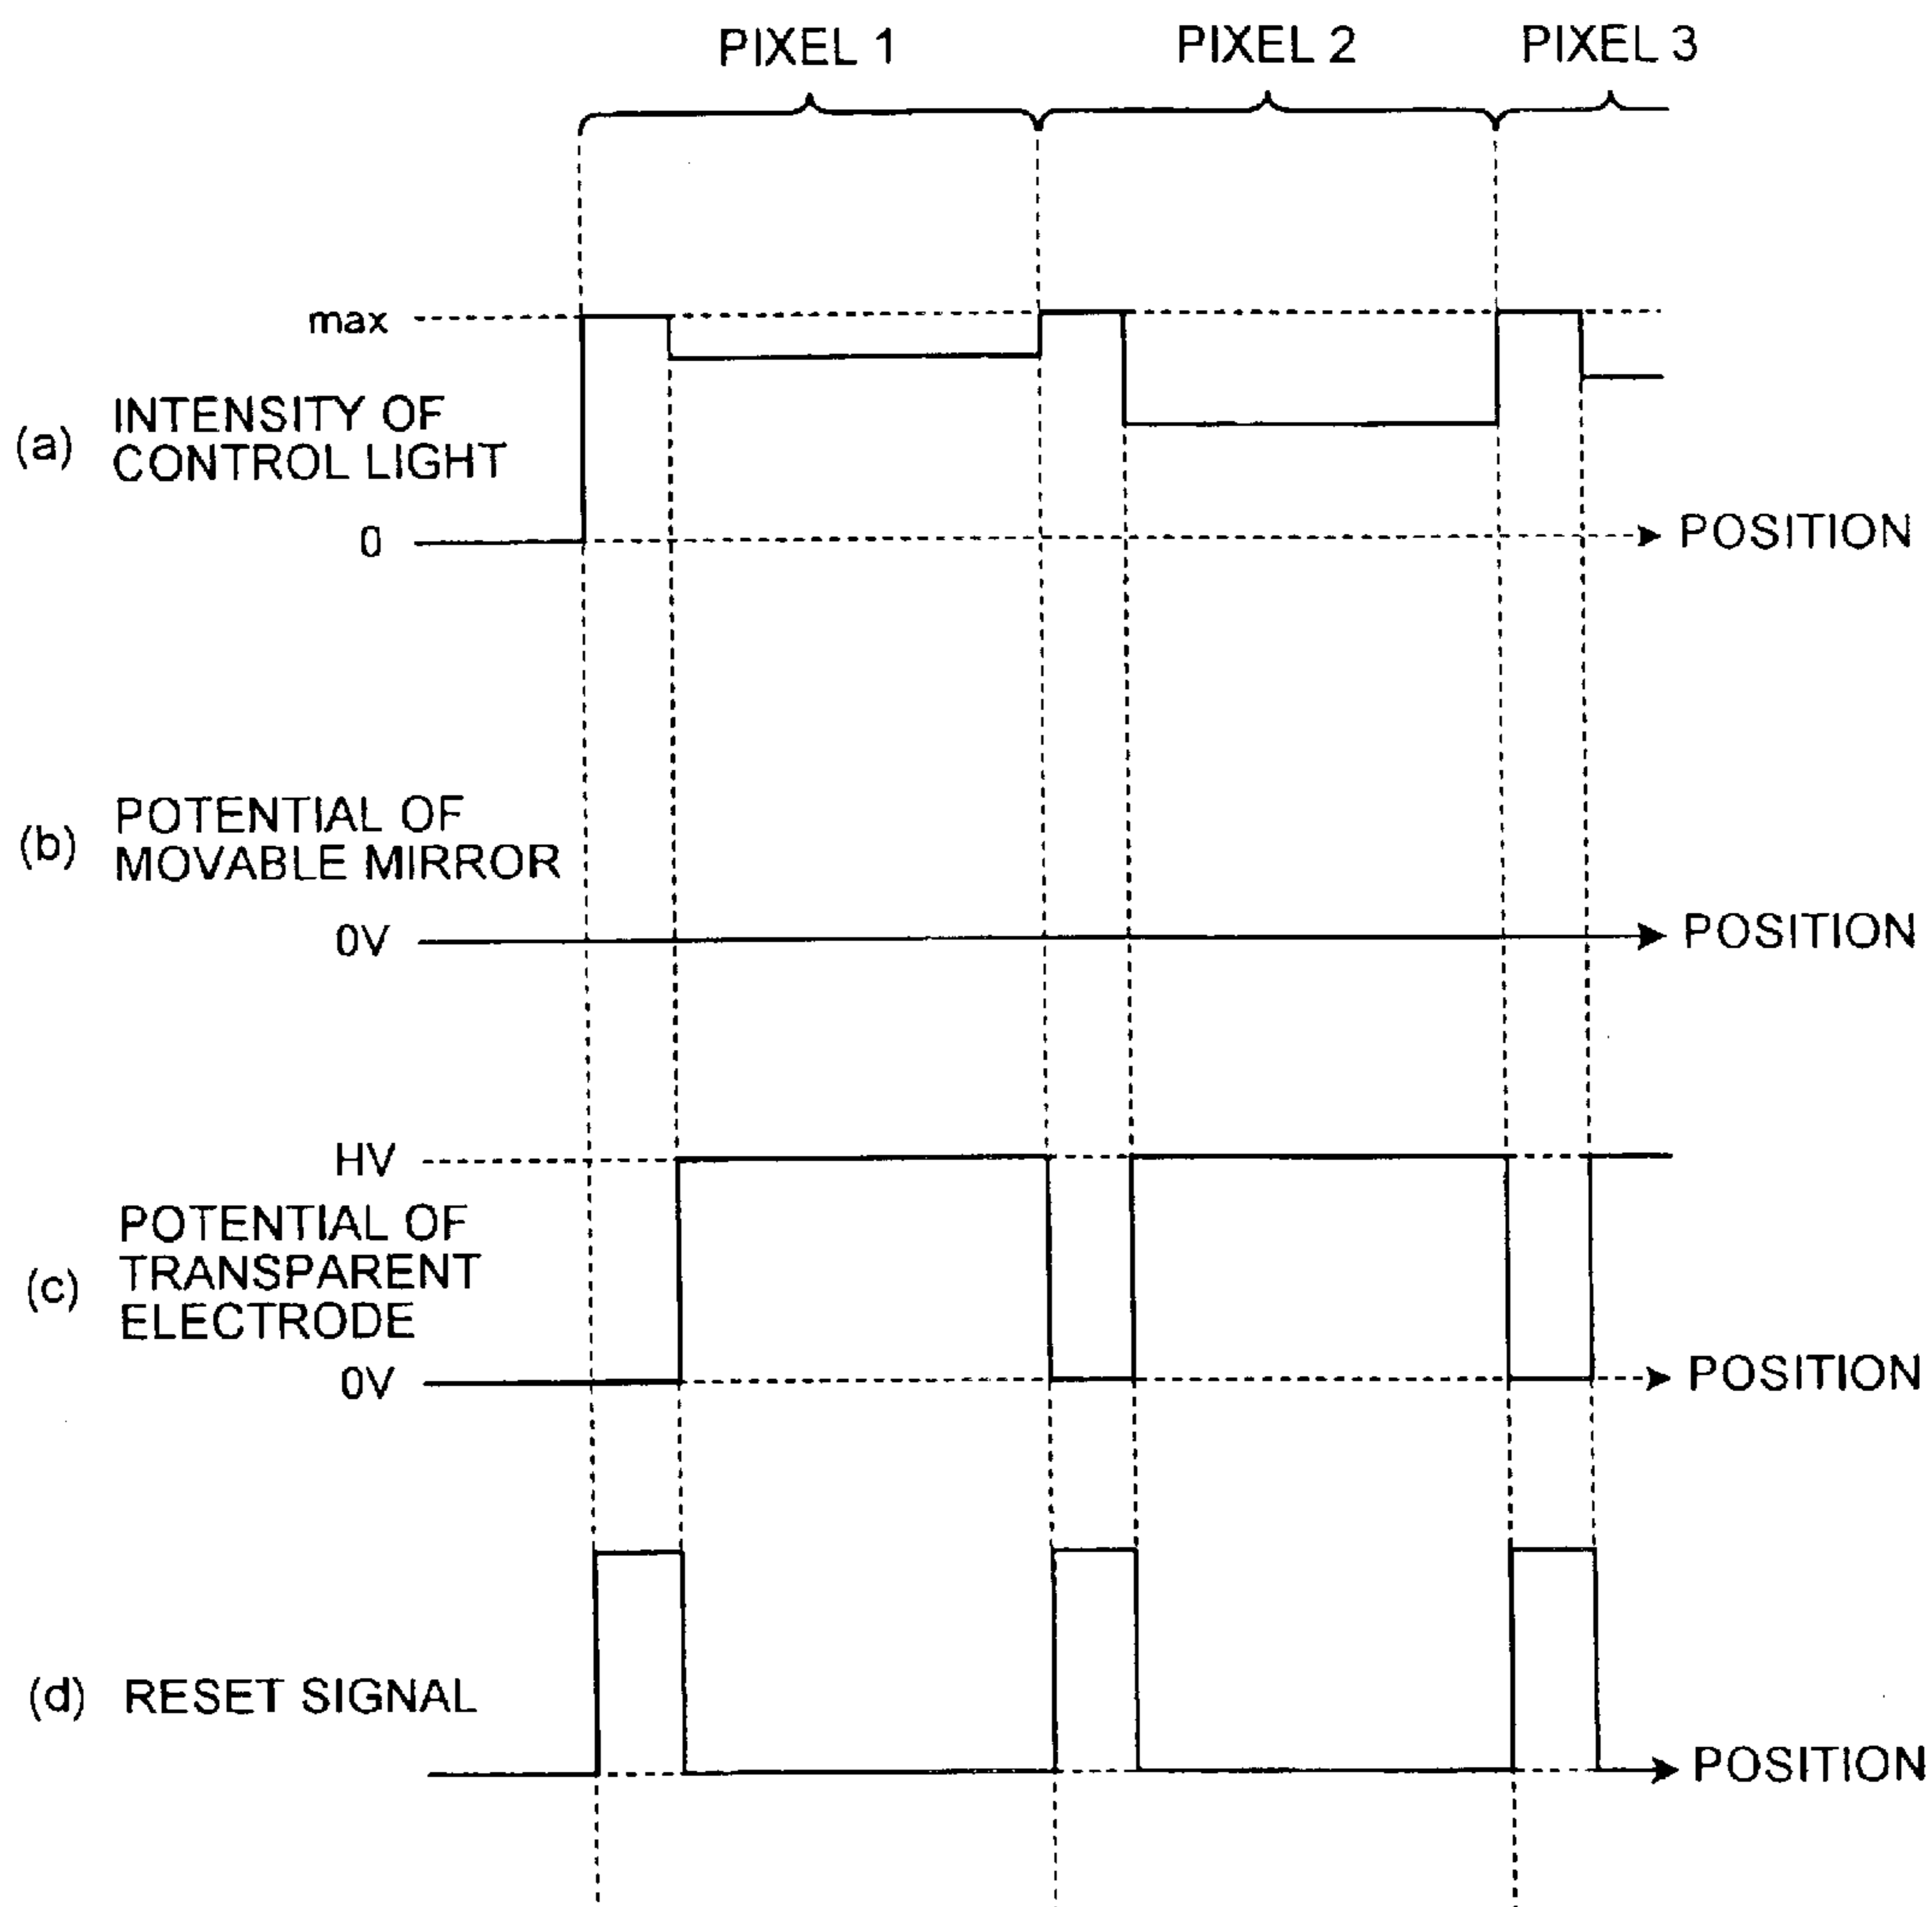 PIXEL 1
PIXEL 2
PIXEL 3
max
(a)
INTENSITY OF
CONTROL LIGHT
0
POSITION
(b)
POTENTIAL OF
MOVABLE MIRROR
0V
POSITION
HV
(c)
POTENTIAL OF
TRANSPARENT
ELECTRODE
0V
POSITION
(d)
RESET SIGNAL
POSITION